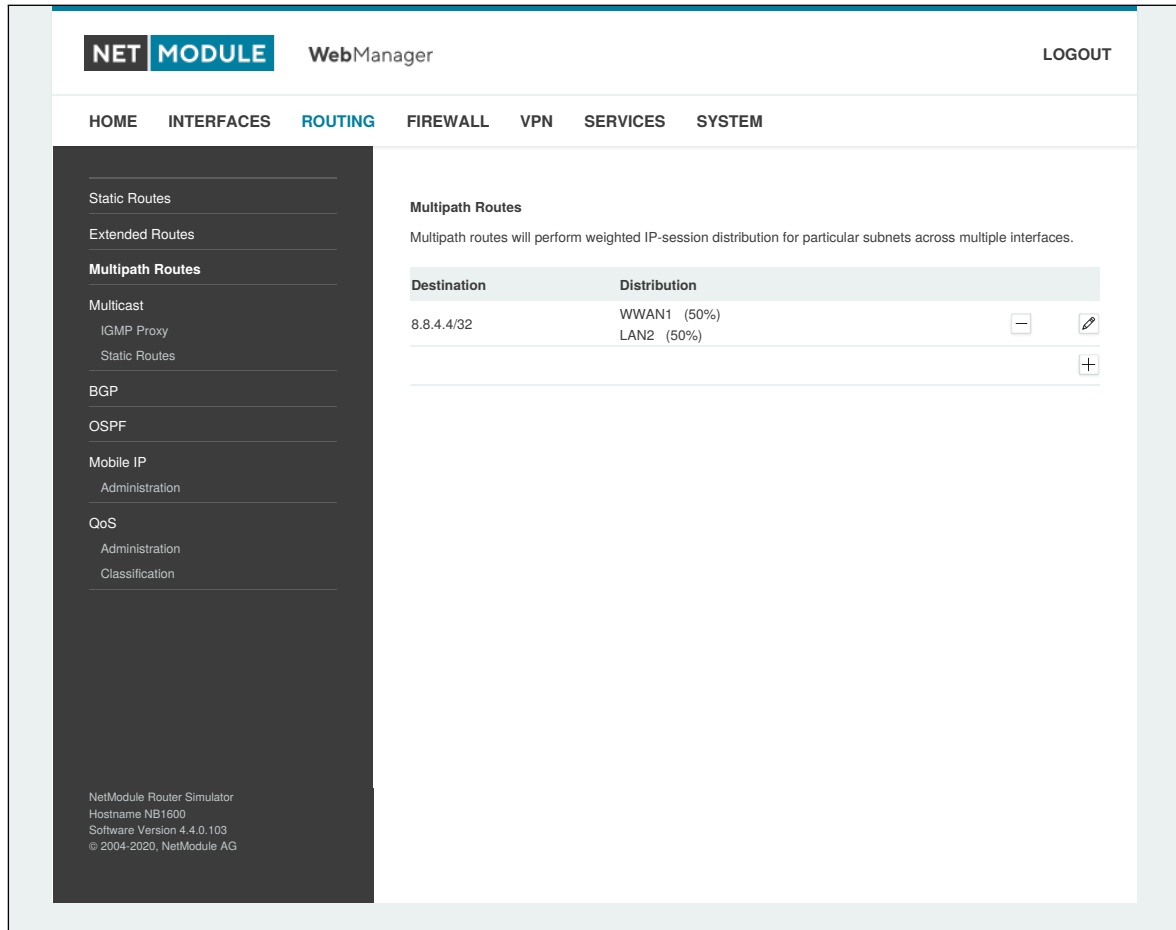 NET MODULE WebManager LOGOUT
HOME INTERFACES ROUTING FIREWALL VPN SERVICES SYSTEM
Static Routes
Extended Routes
Multipath Routes
Multicast
IGMP Proxy
Static Routes
BGP
OSPF
Mobile IP
Administration
QoS
Administration
Classification
NetModule Router Simulator
Hostname NB1600
Software Version 4.4.0.103
© 2004-2020, NetModule AG
Multipath Routes
Multipath routes will perform weighted IP-session distribution for particular subnets across multiple interfaces.
Destination Distribution
8.8.4.4/32 WWAN1 (50%)
LAN2 (50%)